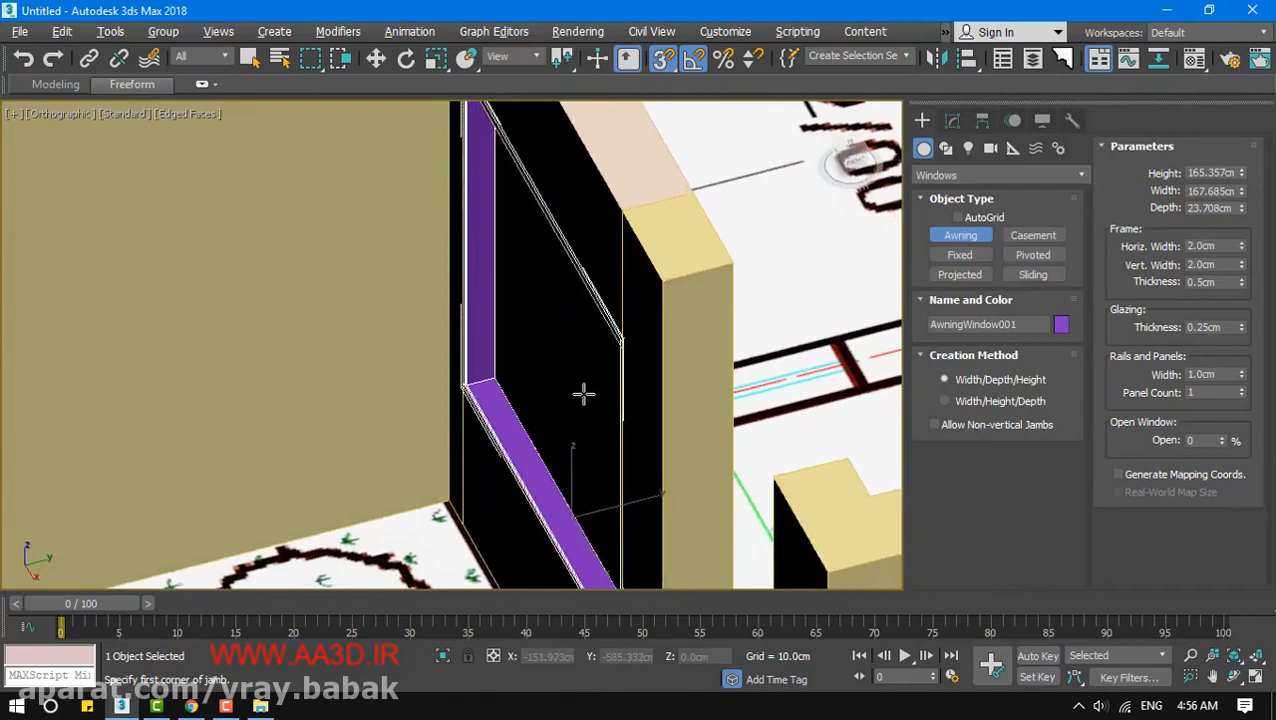 Untitled - Autodesk 3ds Max 2018
File Edit Tools Group Views Create Modifiers Animation Graph Editors Rendering Civil View Customize Scripting Content Sign In Workspaces: Default
All View Create Selection Se
Modeling Freeform
[+] [Orthographic] [Standard] [Edged Faces]
Windows
Object Type
AutoGrid
Awning Casement
Fixed Pivoted
Projected Sliding
Name and Color
AwningWindow001
Creation Method
Width/Depth/Height
Width/Height/Depth
Allow Non-vertical Jambs
Parameters
Height: 165.357cm
Width: 167.685cm
Depth: 23.708cm
Frame:
Horiz. Width: 2.0cm
Vert. Width: 2.0cm
Thickness: 0.5cm
Glazing:
Thickness: 0.25cm
Rails and Panels:
Width: 1.0cm
Panel Count: 1
Open Window:
Open: 0 %
Generate Mapping Coords.
Real-World Map Size
z
z y x
< 0 / 100 >
0 5 10 15 20 25 30 35 40 45 50 55 60 65 70 75 80 85 90 95 100
1 Object Selected
WWW.AA3D.IR
X: -151.973cm Y: -585.332cm Z: 0.0cm Grid = 10.0cm
Auto Key Selected
MAXScript Mi
Specify first corner of jamb.
Add Time Tag
0
Set Key Key Filters...
aparat.com/vray.babak
ENG 4:56 AM